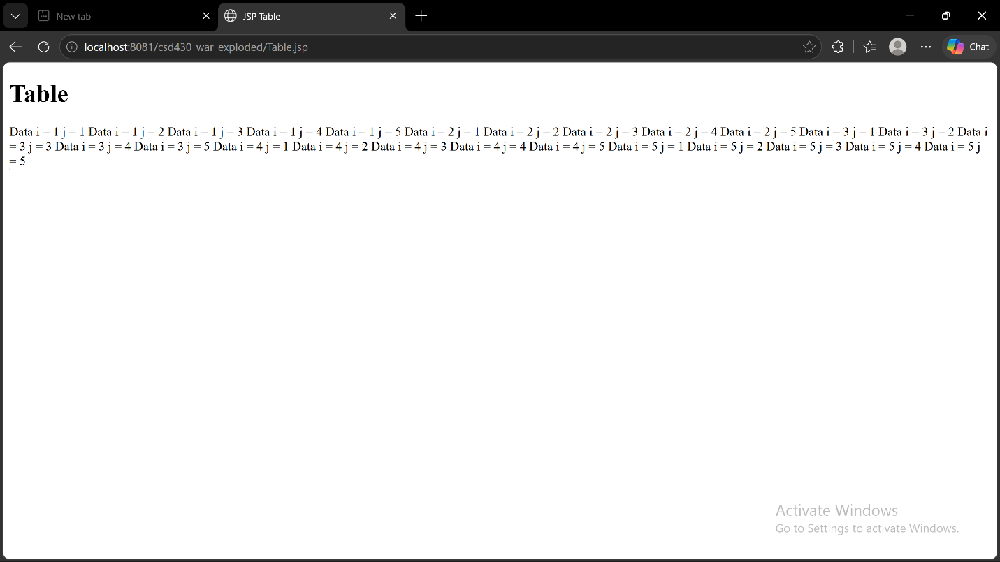 New tab
JSP Table
localhost:8081/csd430_war_exploded/Table.jsp
Chat
Table
Data i = 1 j = 1 Data i = 1 j = 2 Data i = 1 j = 3 Data i = 1 j = 4 Data i = 1 j = 5 Data i = 2 j = 1 Data i = 2 j = 2 Data i = 2 j = 3 Data i = 2 j = 4 Data i = 2 j = 5 Data i = 3 j = 1 Data i = 3 j = 2 Data i
= 3 j = 3 Data i = 3 j = 4 Data i = 3 j = 5 Data i = 4 j = 1 Data i = 4 j = 2 Data i = 4 j = 3 Data i = 4 j = 4 Data i = 4 j = 5 Data i = 5 j = 1 Data i = 5 j = 2 Data i = 5 j = 3 Data i = 5 j = 4 Data i = 5 j
= 5
Activate Windows
Go to Settings to activate Windows.